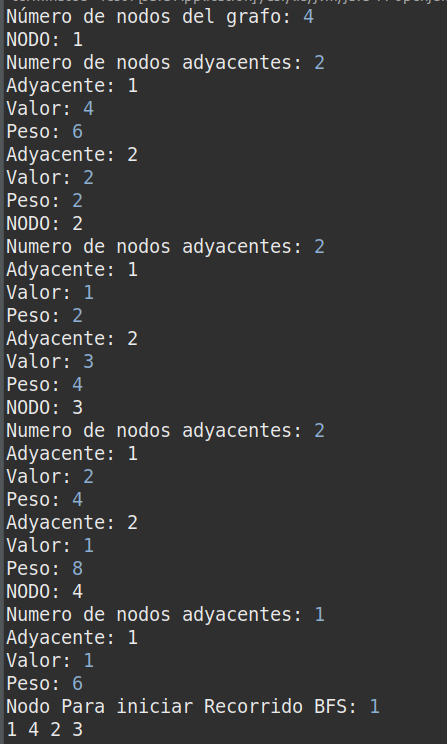 Número de nodos del grafo: 4
NODO: 1
Numero de nodos adyacentes: 2
Adyacente: 1
Valor: 4
Peso: 6
Adyacente: 2
Valor: 2
Peso: 2
NODO: 2
Numero de nodos adyacentes: 2
Adyacente: 1
Valor: 1
Peso: 2
Adyacente: 2
Valor: 3
Peso: 4
NODO: 3
Numero de nodos adyacentes: 2
Adyacente: 1
Valor: 2
Peso: 4
Adyacente: 2
Valor: 1
Peso: 8
NODO: 4
Numero de nodos adyacentes: 1
Adyacente: 1
Valor: 1
Peso: 6
Nodo Para iniciar Recorrido BFS: 1
1 4 2 3